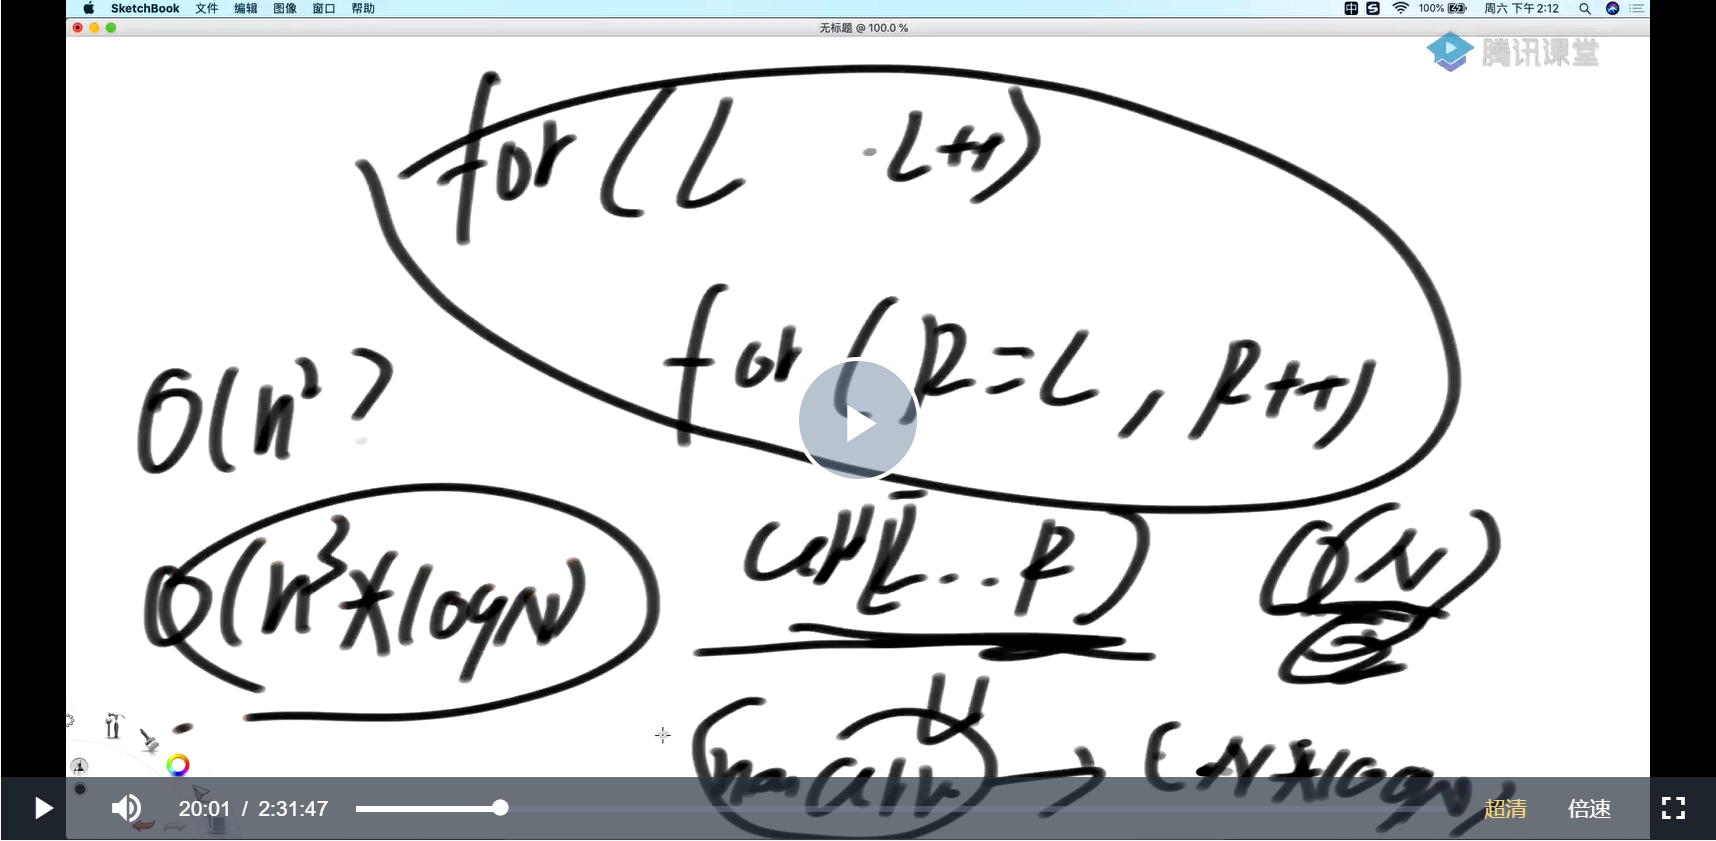 SketchBook 文件 编辑 图像 窗口 帮助 中 S 100% 周六 下午2:12
无标题 @ 100.0 %
腾讯课堂
for ( L L++)
for ( R=L , R++)
O(n²)
O(n³*logN)
arr[L...R]
O(N)
→ (N*logN)
20:01 / 2:31:47 超清 倍速